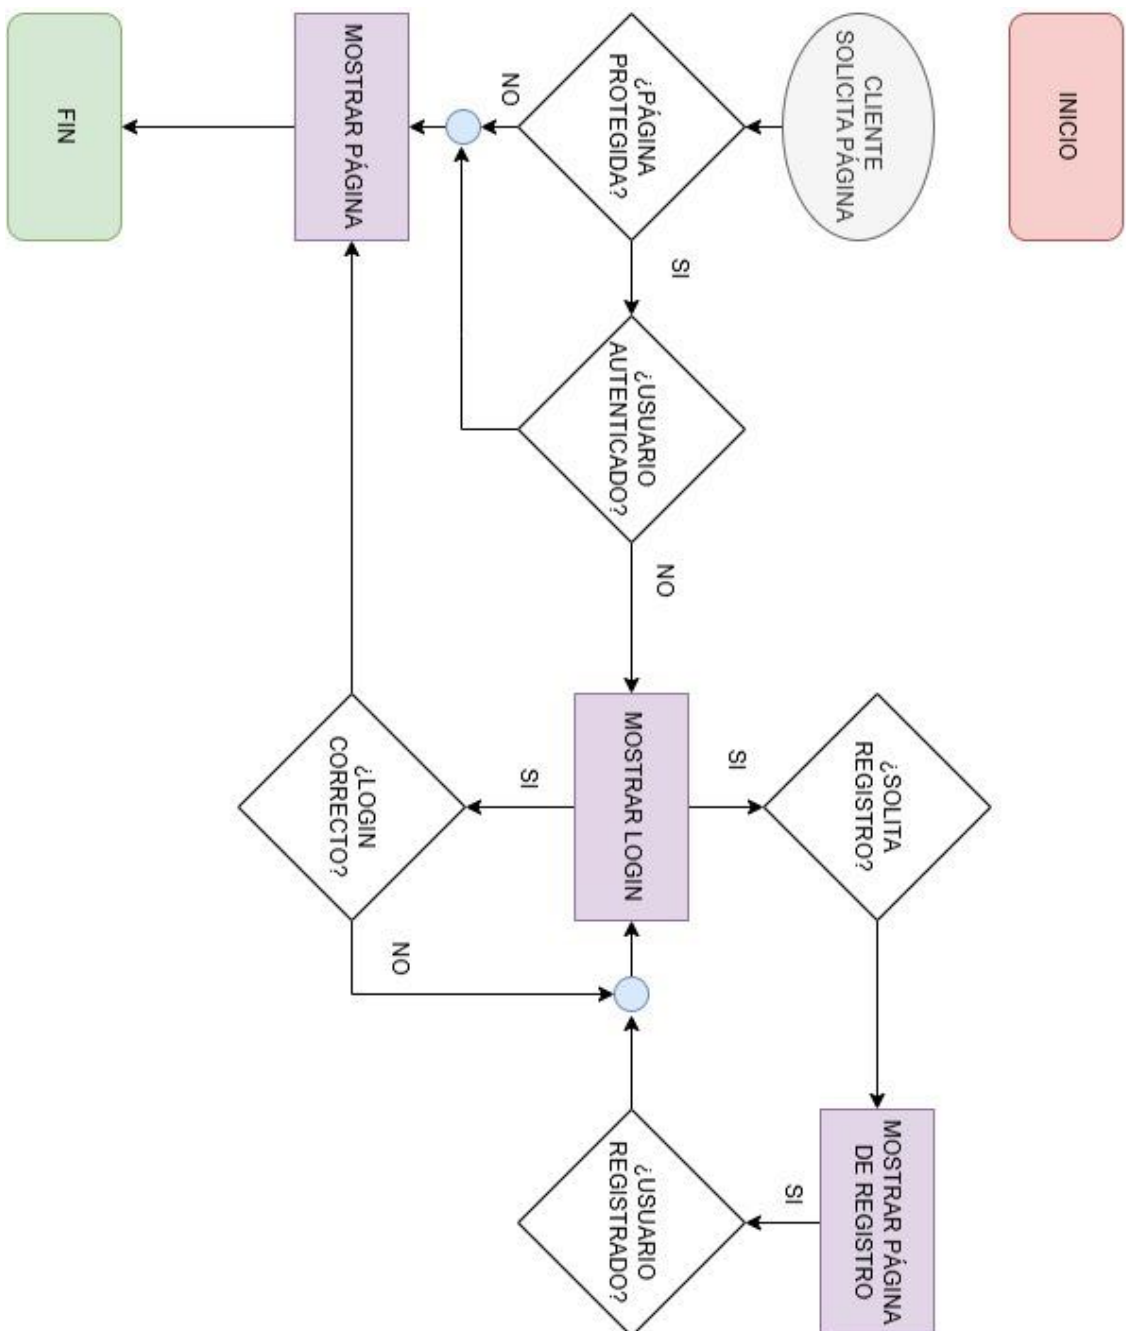 INICIO
CLIENTE
SOLICITA PÁGINA
¿PÁGINA
PROTEGIDA?
NO
MOSTRAR PÁGINA
FIN
SI
¿USUARIO
AUTENTICADO?
NO
¿SOLITA
REGISTRO?
SI
MOSTRAR LOGIN
SI
¿LOGIN
CORRECTO?
NO
MOSTRAR PÁGINA
DE REGISTRO
SI
¿USUARIO
REGISTRADO?